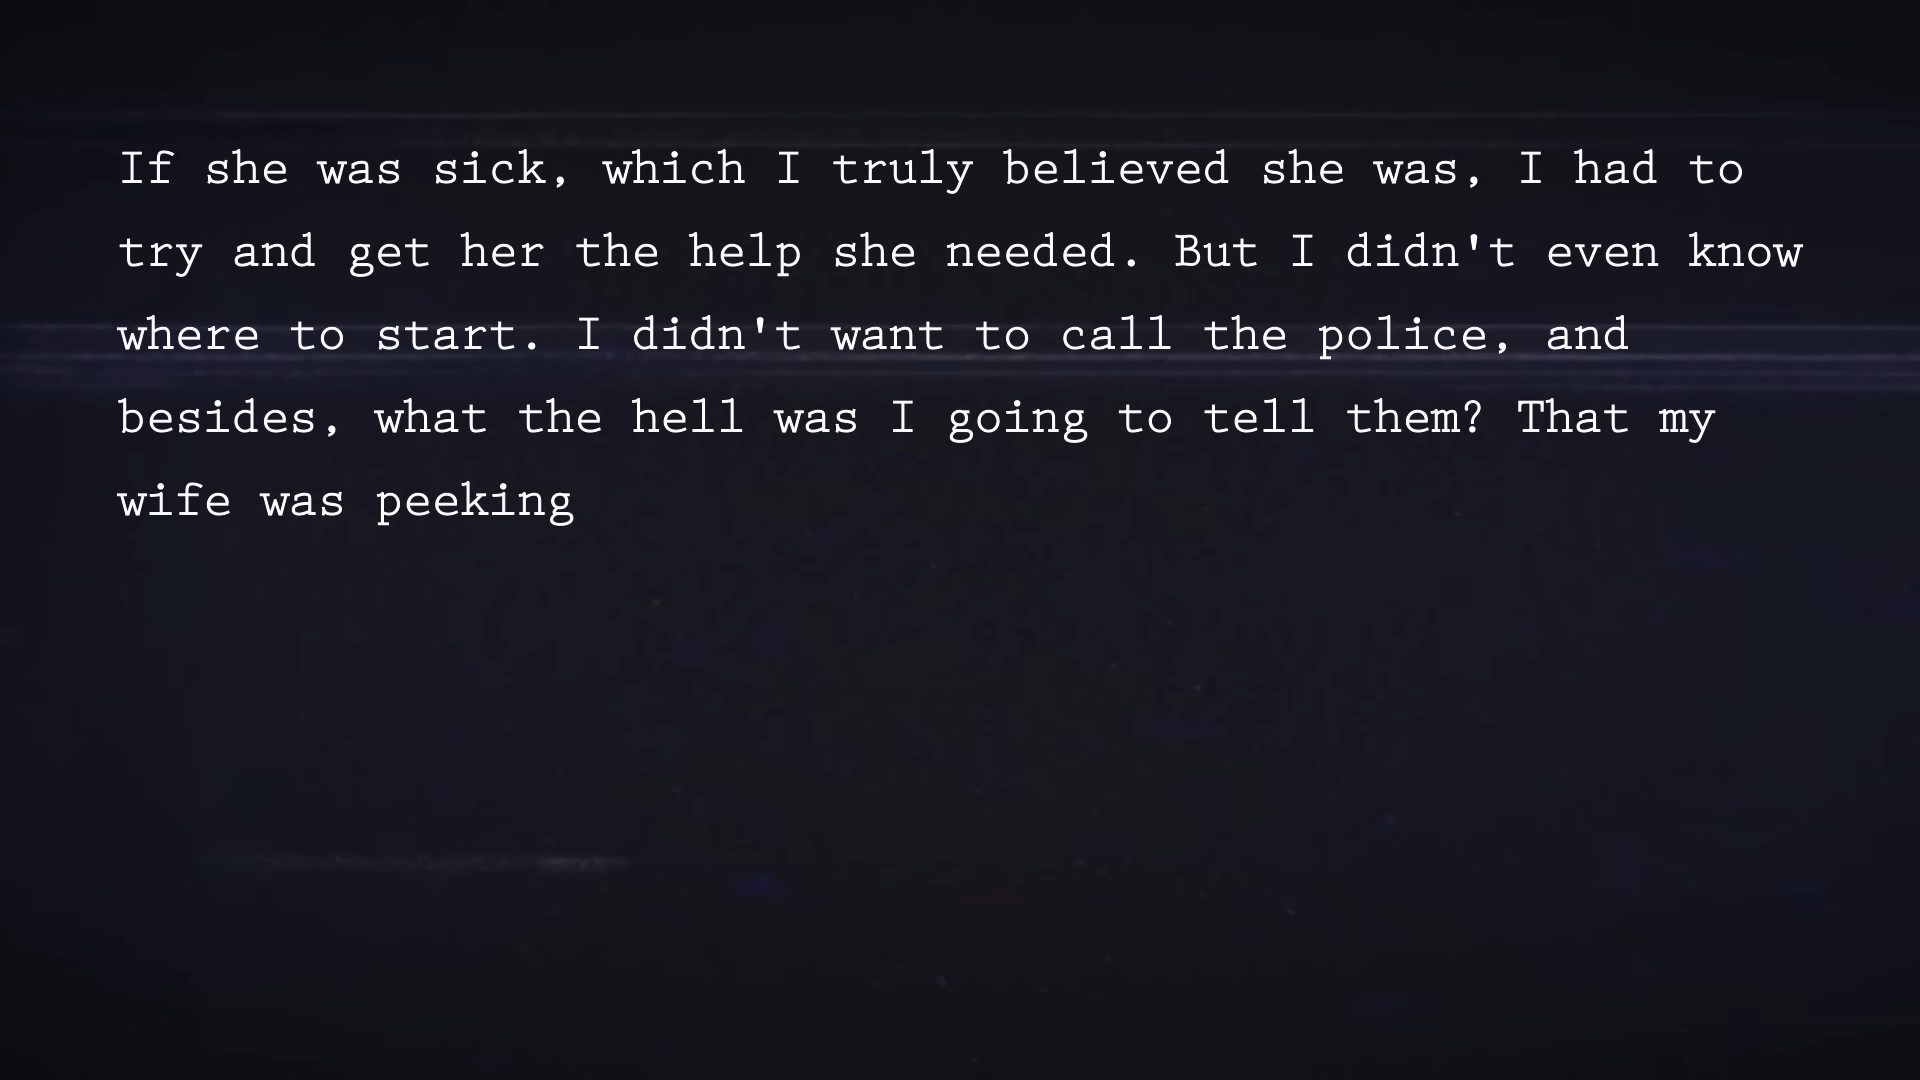 If she was sick, which I truly believed she was, I had to
try and get her the help she needed. But I didn't even know
where to start. I didn't want to call the police, and
besides, what the hell was I going to tell them? That my
wife was peeking